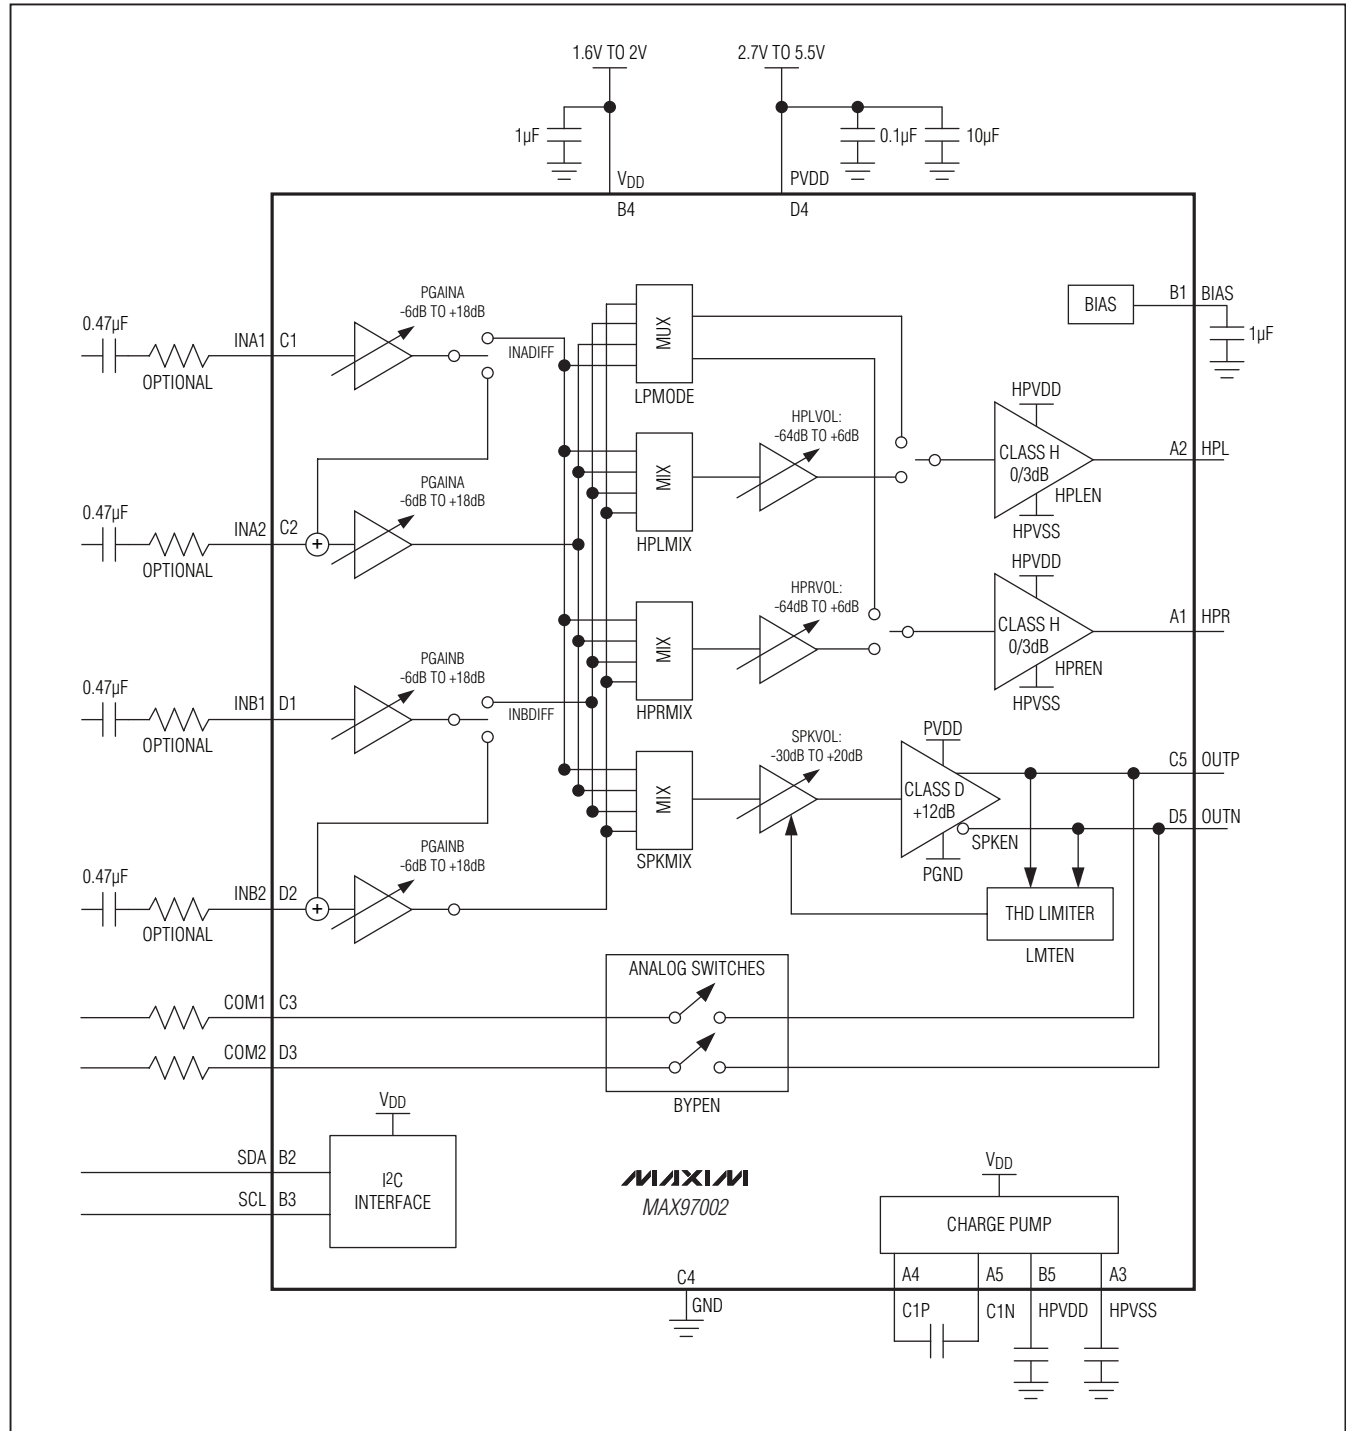 1.6V TO 2V
2.7V TO 5.5V
1µF
0.1µF
10µF
VDD
PVDD
B4
D4
PGAINA
-6dB TO +18dB
BIAS
B1
BIAS
1µF
0.47µF
INA1
C1
OPTIONAL
INADIFF
MUX
LPMODE
HPLVOL:
-64dB TO +6dB
HPVDD
CLASS H
0/3dB
HPLEN
HPVSS
A2
HPL
MIX
HPLMIX
PGAINA
-6dB TO +18dB
0.47µF
INA2
C2
+
OPTIONAL
HPRVOL:
-64dB TO +6dB
HPVDD
CLASS H
0/3dB
HPREN
HPVSS
A1
HPR
MIX
HPRMIX
PGAINB
-6dB TO +18dB
0.47µF
INB1
D1
OPTIONAL
INBDIFF
SPKVOL:
-30dB TO +20dB
PVDD
CLASS D
+12dB
SPKEN
PGND
C5
OUTP
D5
OUTN
MIX
SPKMIX
PGAINB
-6dB TO +18dB
0.47µF
INB2
D2
+
OPTIONAL
THD LIMITER
LMTEN
ANALOG SWITCHES
COM1
C3
COM2
D3
BYPEN
VDD
SDA
B2
SCL
B3
I2C
INTERFACE
MAXIM
MAX97002
VDD
CHARGE PUMP
C4
GND
A4
A5
B5
A3
C1P
C1N
HPVDD
HPVSS